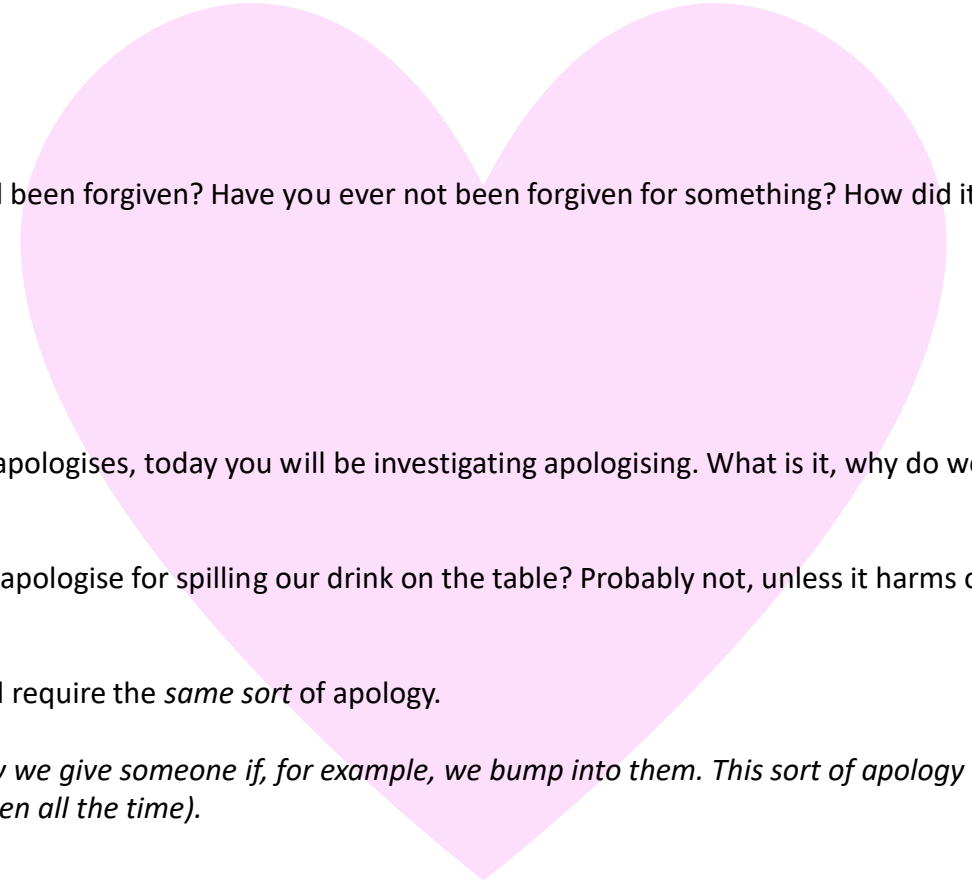 been forgiven? Have you ever not been forgiven for something? How did it
apologises, today you will be investigating apologising. What is it, why do we
apologise for spilling our drink on the table? Probably not, unless it harms
require the same sort of apology.
we give someone if, for example, we bump into them. This sort of apology
all the time).